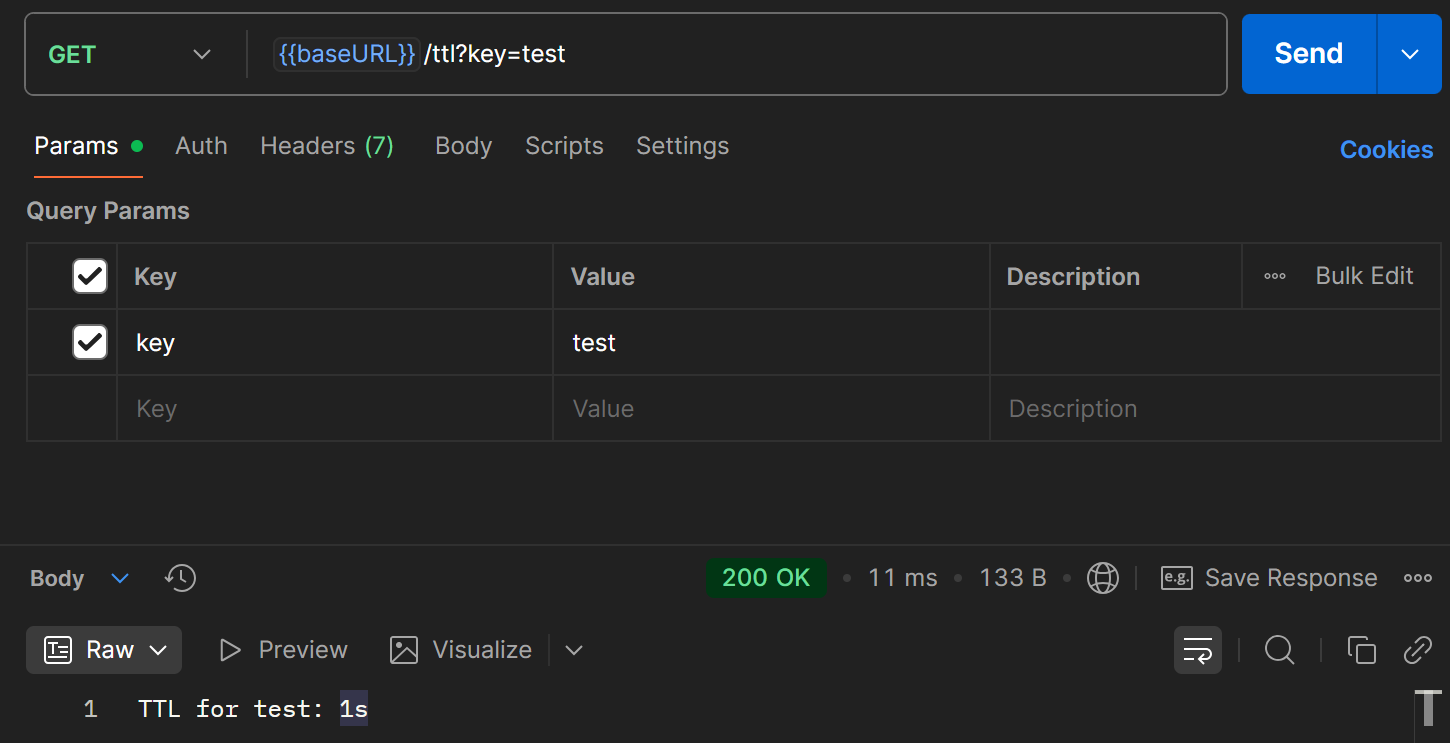 GET {{baseURL}}/ttl?key=test Send
Params Auth Headers (7) Body Scripts Settings Cookies
Query Params
Key Value Description Bulk Edit
key test
Key Value Description
Body 200 OK • 11 ms • 133 B • e.g. Save Response
Raw Preview Visualize
1 TTL for test: 1s